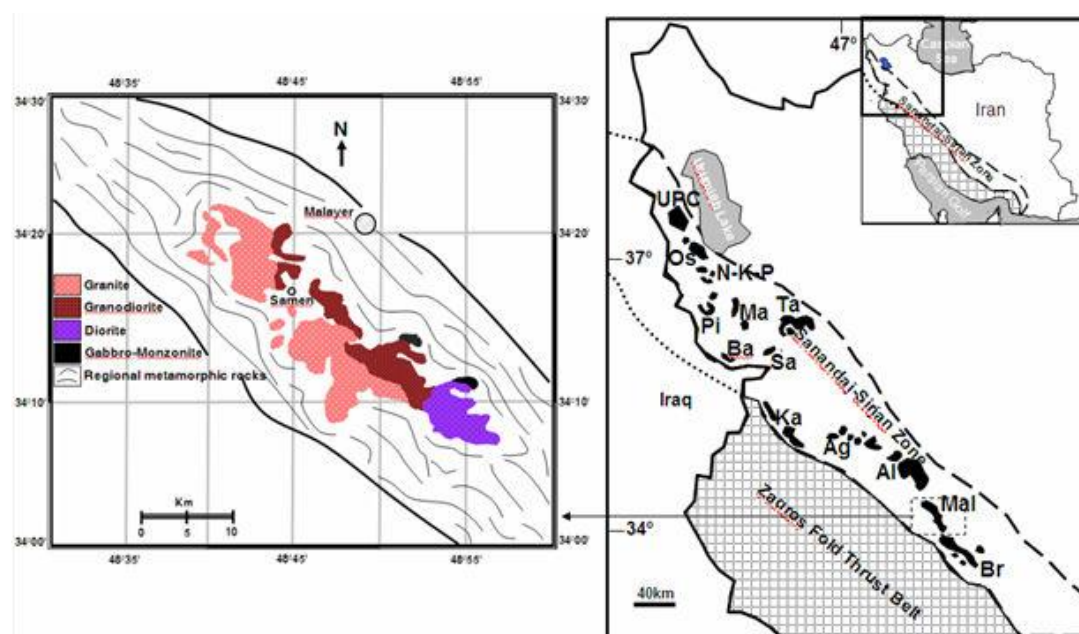 48°35'
48°45'
48°55'
34°30'
34°30'
N
Malayer
34°20'
34°20'
Samen
Granite
Granodiorite
Diorite
Gabbro-Monzonite
Regional metamorphic rocks
34°10'
34°10'
Km
0 5 10
34°00'
34°00'
48°35'
48°45'
48°55'
47°
Caspian Sea
Iran
Sanandaj-Sirjan Zone
Urumieh Lake
UPC
Os
37°
N-K-P
Pi
Ma
Ta
Ba
Sa
Sanandaj-Sirjan Zone
Iraq
Ka
Ag
Al
Mal
34°
Zagros Fold Thrust Belt
Br
40km